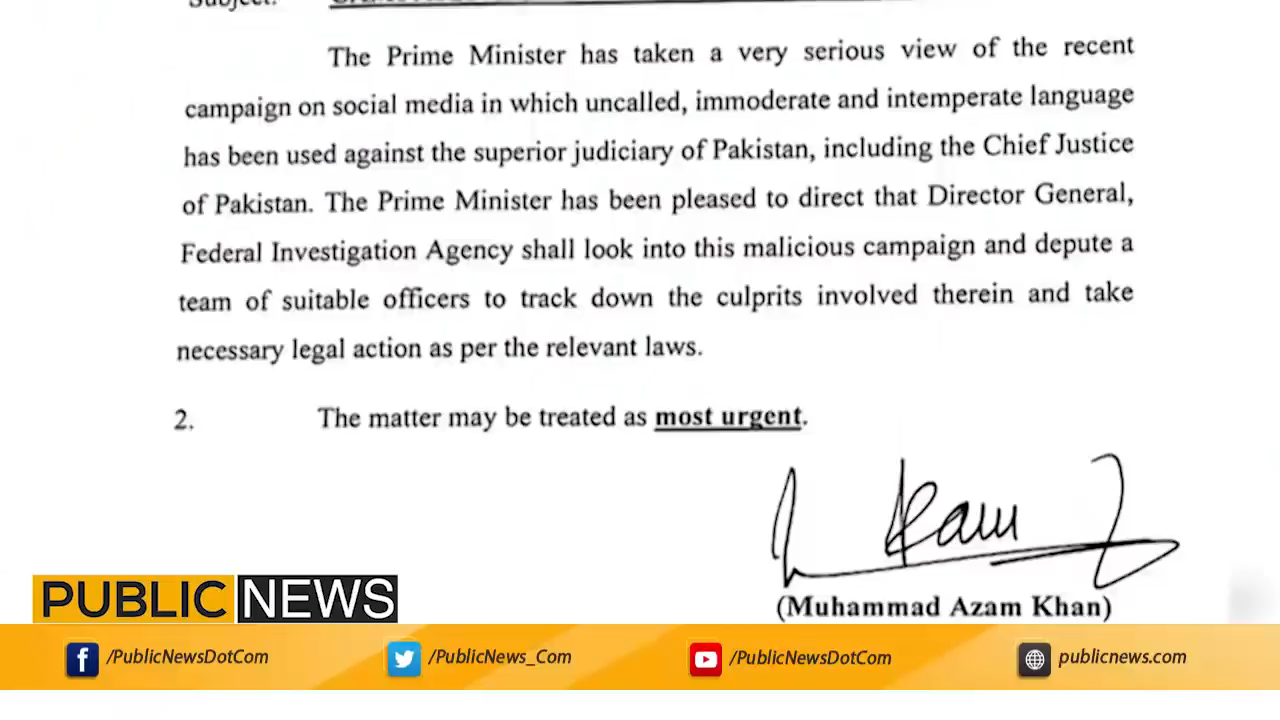 Subject:
The Prime Minister has taken a very serious view of the recent
campaign on social media in which uncalled, immoderate and intemperate language
has been used against the superior judiciary of Pakistan, including the Chief Justice
of Pakistan. The Prime Minister has been pleased to direct that Director General,
Federal Investigation Agency shall look into this malicious campaign and depute a
team of suitable officers to track down the culprits involved therein and take
necessary legal action as per the relevant laws.
2. The matter may be treated as most urgent.
(Muhammad Azam Khan)
PUBLIC NEWS
/PublicNewsDotCom /PublicNews_Com /PublicNewsDotCom publicnews.com